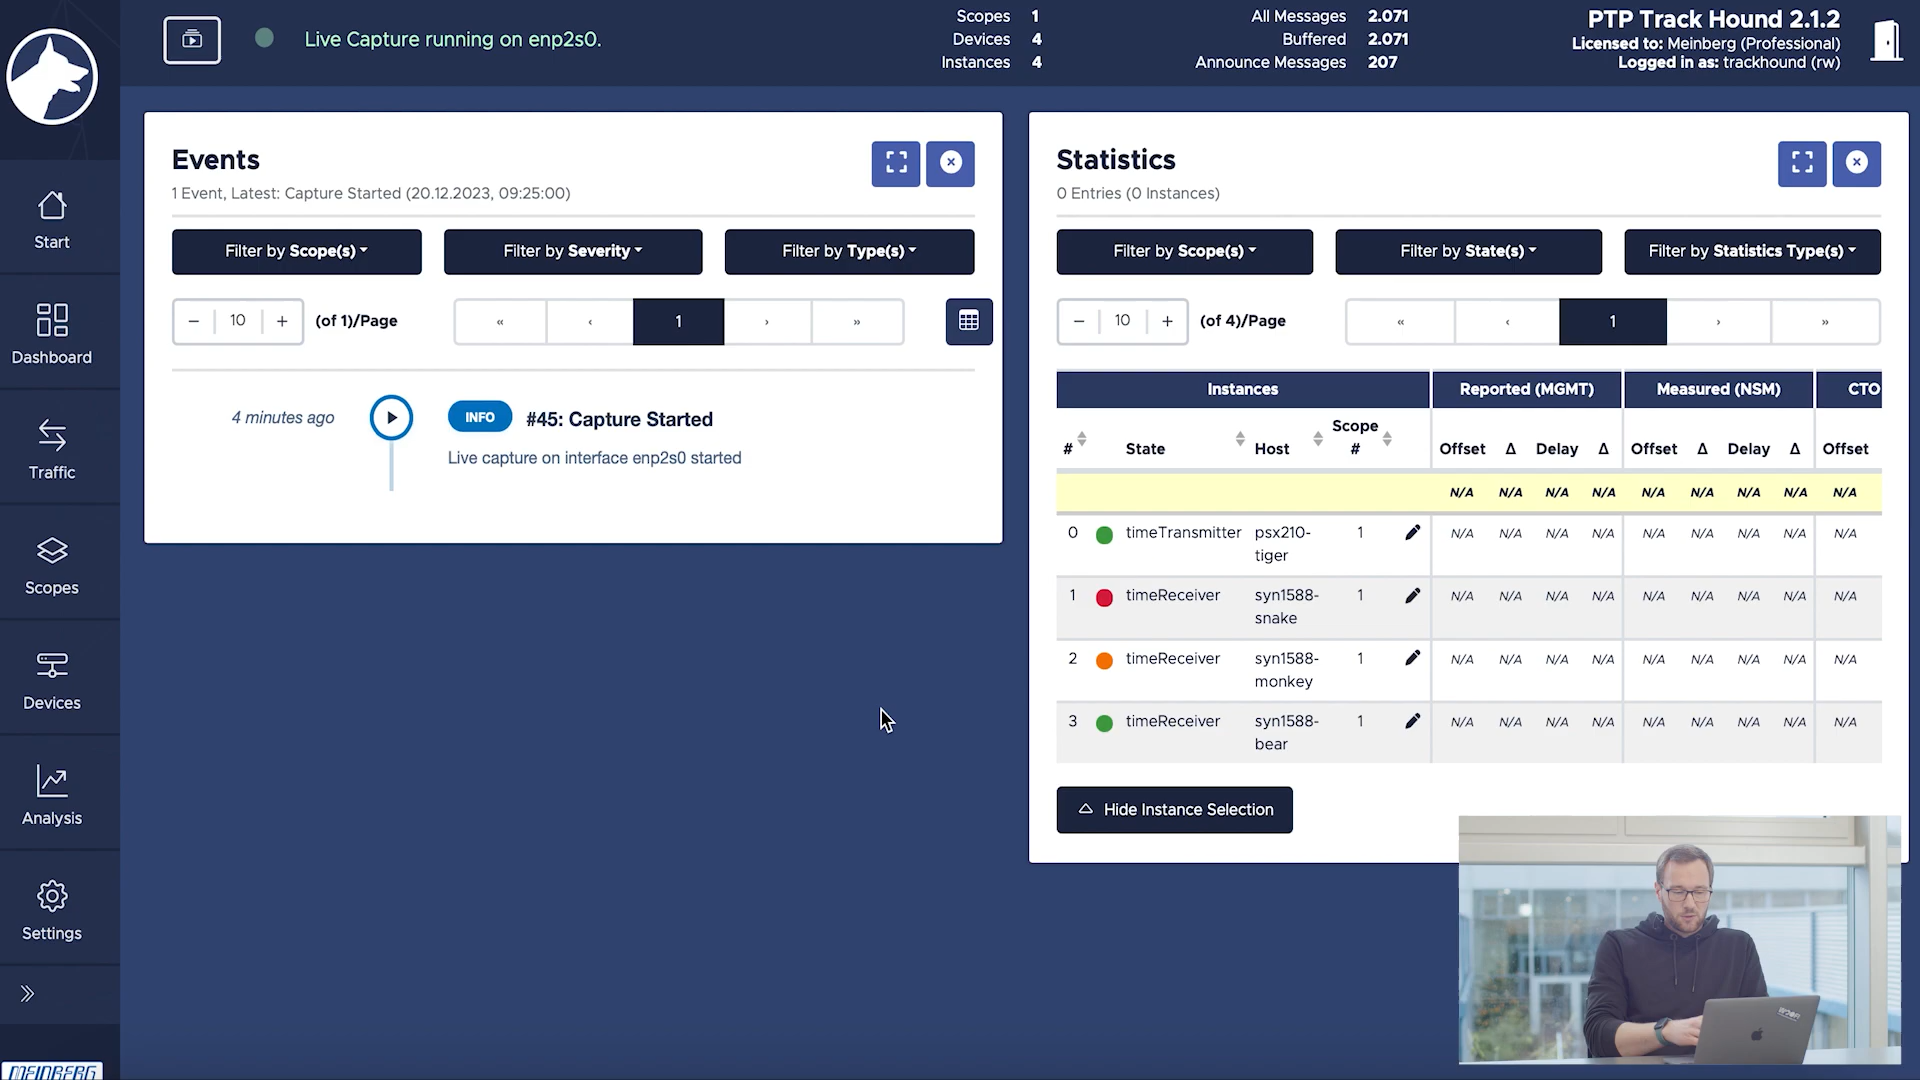 Live Capture running on enp2s0.
Scopes 1
Devices 4
Instances 4
All Messages 2.071
Buffered 2.071
Announce Messages 207
PTP Track Hound 2.1.2
Licensed to: Meinberg (Professional)
Logged in as: trackhound (rw)
Start
Dashboard
Traffic
Scopes
Devices
Analysis
Settings
MEINBERG
Events
1 Event, Latest: Capture Started (20.12.2023, 09:25:00)
Filter by Scope(s) Filter by Severity Filter by Type(s)
− 10 + (of 1)/Page « ‹ 1 › »
4 minutes ago INFO #45: Capture Started
Live capture on interface enp2s0 started
Statistics
0 Entries (0 Instances)
Filter by Scope(s) Filter by State(s) Filter by Statistics Type(s)
− 10 + (of 4)/Page « ‹ 1 › »
Instances Reported (MGMT) Measured (NSM) CTO
# State Host Scope # Offset Δ Delay Δ Offset Δ Delay Δ Offset
N/A N/A N/A N/A N/A N/A N/A N/A N/A
0 timeTransmitter psx210-tiger 1 N/A N/A N/A N/A N/A N/A N/A N/A N/A
1 timeReceiver syn1588-snake 1 N/A N/A N/A N/A N/A N/A N/A N/A N/A
2 timeReceiver syn1588-monkey 1 N/A N/A N/A N/A N/A N/A N/A N/A N/A
3 timeReceiver syn1588-bear 1 N/A N/A N/A N/A N/A N/A N/A N/A N/A
Hide Instance Selection